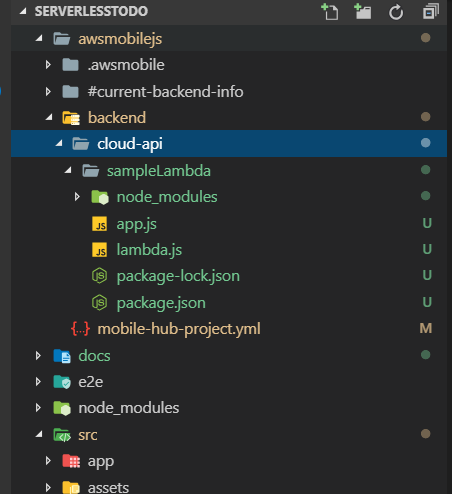 SERVERLESSTODO
awsmobilejs
.awsmobile
#current-backend-info
backend
cloud-api
sampleLambda
node_modules
JS app.js U
JS lambda.js U
package-lock.json U
package.json U
{..} mobile-hub-project.yml M
docs
e2e
node_modules
src
app
assets